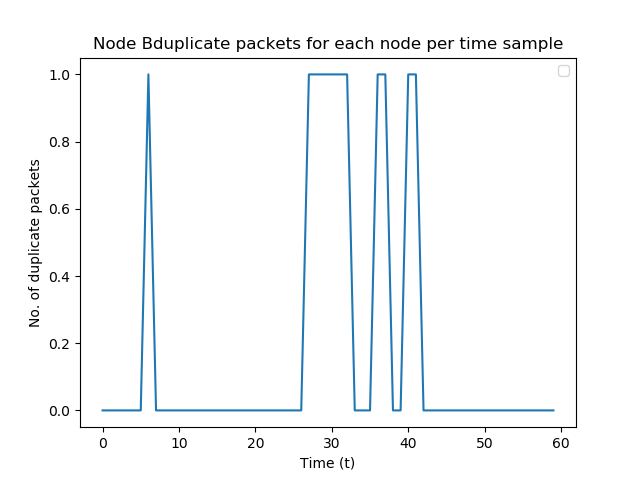 Node Bduplicate packets for each node per time sample
1.0
0.8
0.6
0.4
0.2
0.0
No. of duplicate packets
0 10 20 30 40 50 60
Time (t)